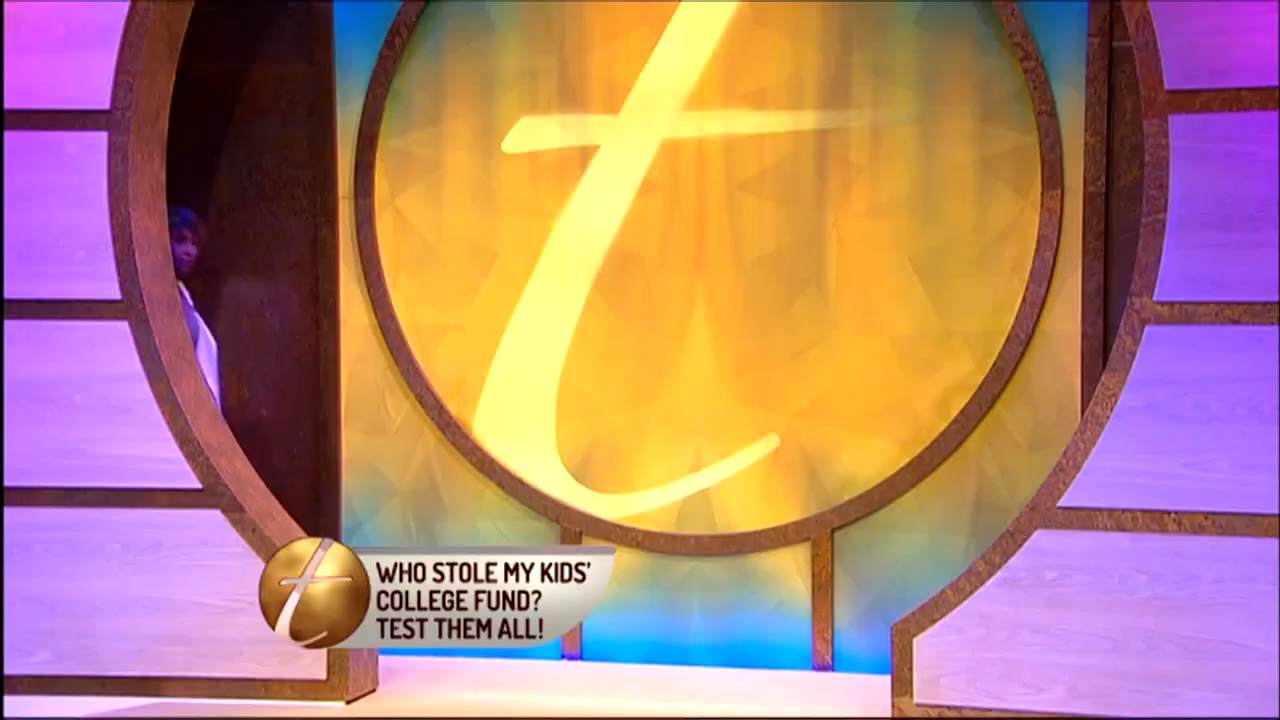 t
t
WHO STOLE MY KIDS'
COLLEGE FUND?
TEST THEM ALL!